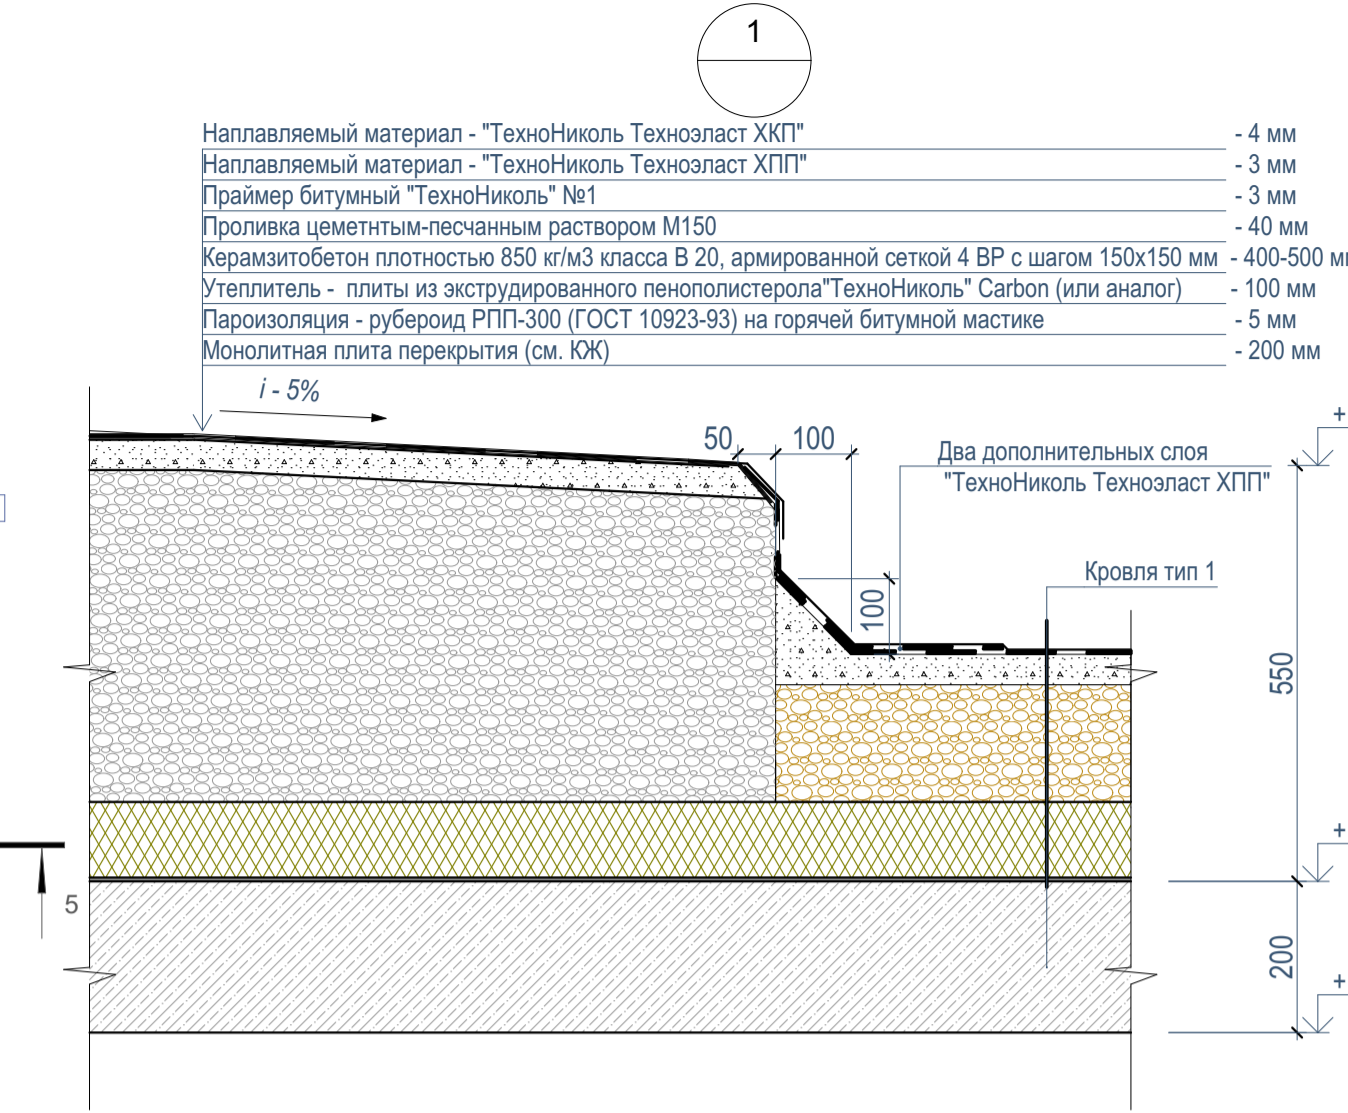 1
Наплавляемый материал - "ТехноНиколь Техноэласт ХКП" - 4 мм
Наплавляемый материал - "ТехноНиколь Техноэласт ХПП" - 3 мм
Праймер битумный "ТехноНиколь" №1 - 3 мм
Проливка цеметнтым-песчанным раствором М150 - 40 мм
Керамзитобетон плотностью 850 кг/м3 класса В 20, армированной сеткой 4 ВР с шагом 150х150 мм - 400-500 мм
Утеплитель - плиты из экструдированного пенополистерола"ТехноНиколь" Carbon (или аналог) - 100 мм
Пароизоляция - рубероид РПП-300 (ГОСТ 10923-93) на горячей битумной мастике - 5 мм
Монолитная плита перекрытия (см. КЖ) - 200 мм
i - 5%
+
50 100
Два дополнительных слоя
"ТехноНиколь Техноэласт ХПП"
Кровля тип 1
100
550
+
5
200
+